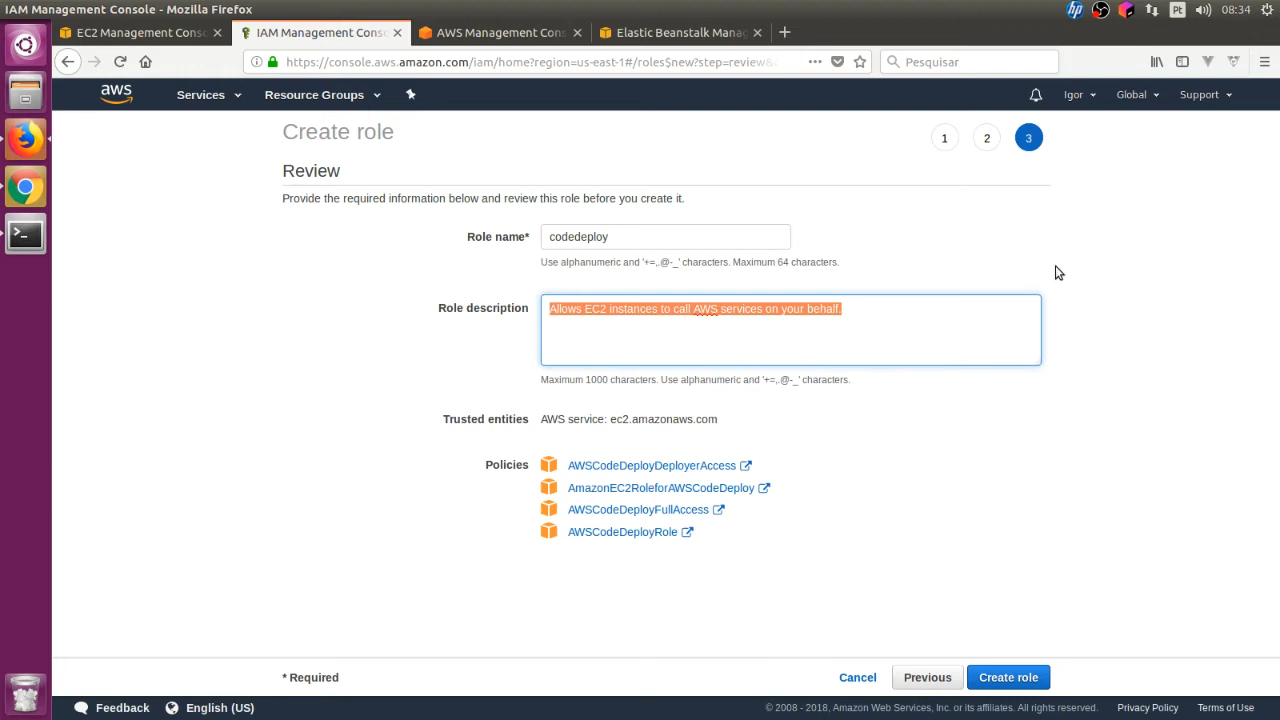 IAM Management Console - Mozilla Firefox
Pt
08:34
EC2 Management Cons
IAM Management Conso
AWS Management Cons
Elastic Beanstalk Manag
https://console.aws.amazon.com/iam/home?region=us-east-1#/roles$new?step=review&
Pesquisar
aws
Services
Resource Groups
Igor
Global
Support
Create role
1
2
3
Review
Provide the required information below and review this role before you create it.
Role name*
codedeploy
Use alphanumeric and '+=,.@-_' characters. Maximum 64 characters.
Role description
Allows EC2 instances to call AWS services on your behalf.
Maximum 1000 characters. Use alphanumeric and '+=,.@-_' characters.
Trusted entities
AWS service: ec2.amazonaws.com
Policies
AWSCodeDeployDeployerAccess
AmazonEC2RoleforAWSCodeDeploy
AWSCodeDeployFullAccess
AWSCodeDeployRole
* Required
Cancel
Previous
Create role
Feedback
English (US)
© 2008 - 2018, Amazon Web Services, Inc. or its affiliates. All rights reserved.
Privacy Policy
Terms of Use